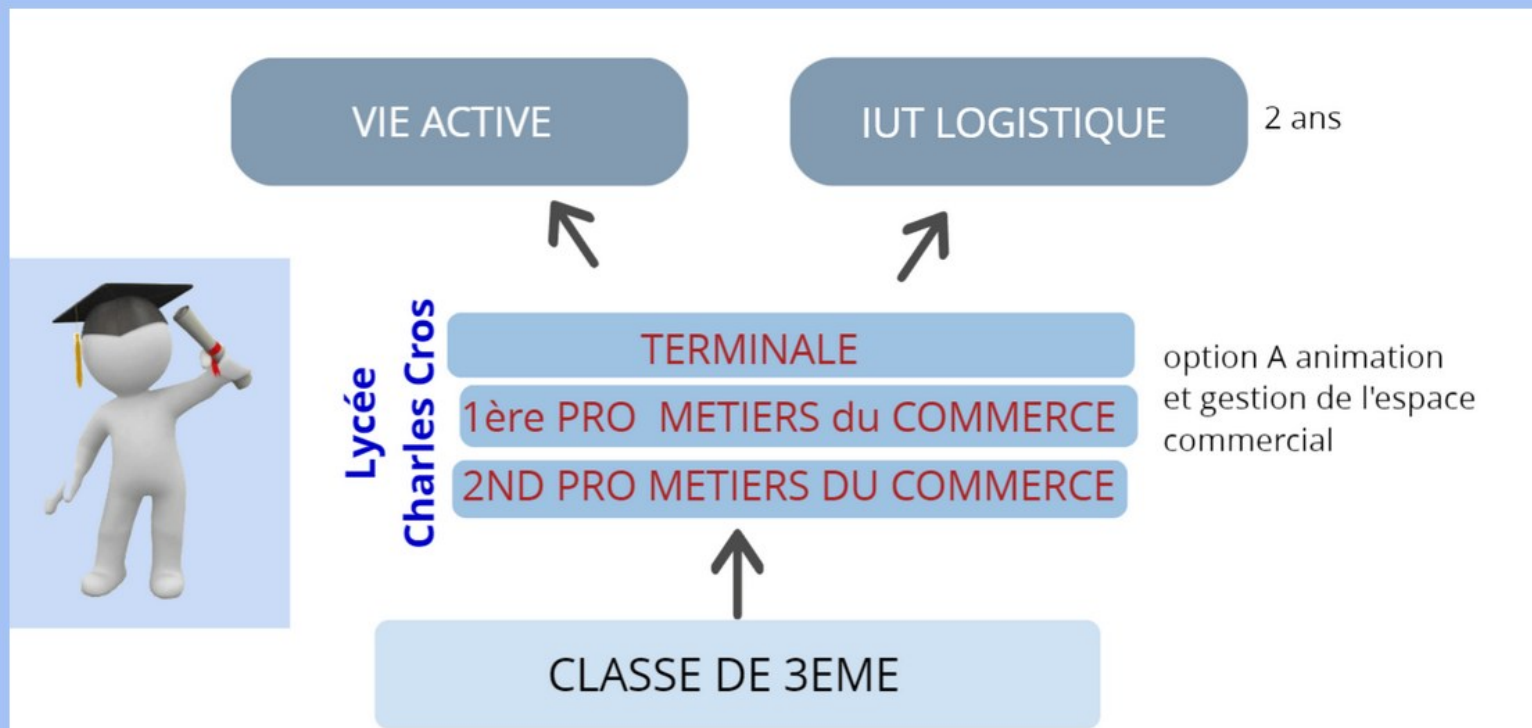 VIE ACTIVE
IUT LOGISTIQUE
2 ans
Lycée
Charles Cros
TERMINALE
1ère PRO METIERS du COMMERCE
2ND PRO METIERS DU COMMERCE
option A animation
et gestion de l'espace
commercial
CLASSE DE 3EME